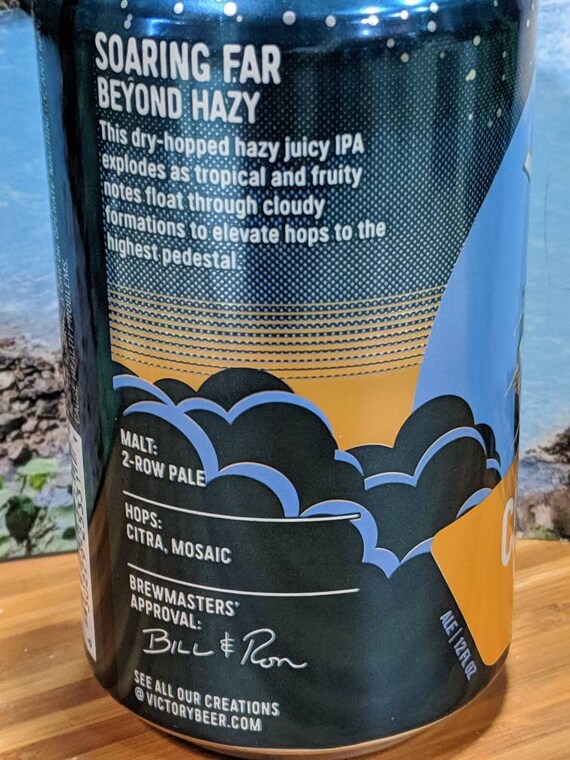 SOARING FAR
BEYOND HAZY
This dry-hopped hazy juicy IPA
explodes as tropical and fruity
notes float through cloudy
formations to elevate hops to the
highest pedestal.
MALT:
2-ROW PALE
HOPS:
CITRA, MOSAIC
BREWMASTERS'
APPROVAL:
BILL & Ron
SEE ALL OUR CREATIONS
@ VICTORYBEER.COM
ALE | 12 FL OZ.